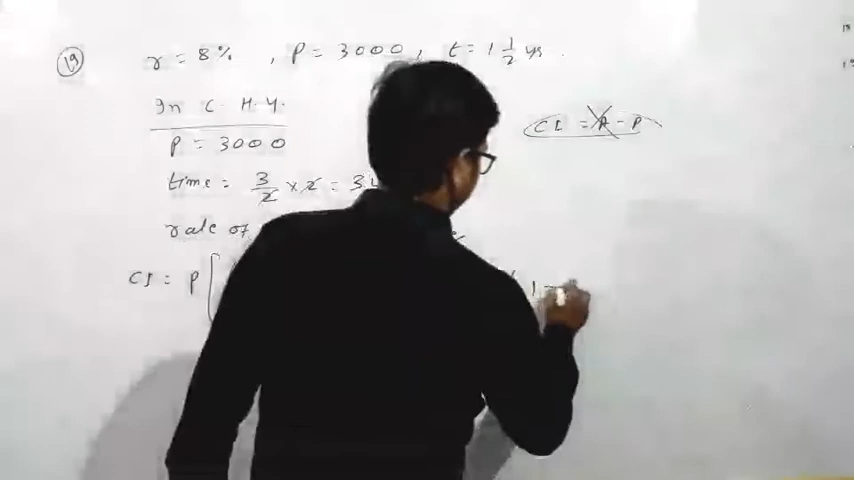 19 r = 8% , P = 3000 , t = 1 1/2 yrs .
In C. H. Y.
CI = A - P
P = 3000
time = 3/2 × 2 = 3
rate of %
CI = P [